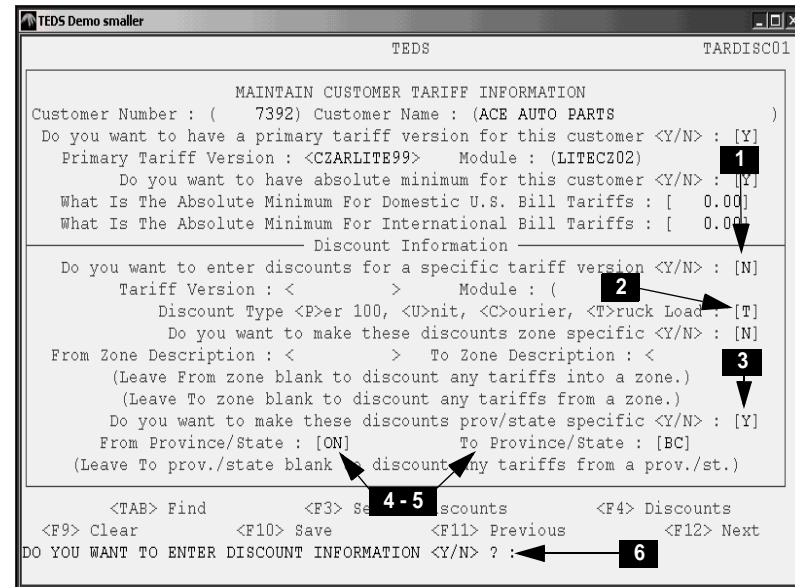 TEDS Demo smaller
TEDS TARDISC01
MAINTAIN CUSTOMER TARIFF INFORMATION
Customer Number : ( 7392) Customer Name : (ACE AUTO PARTS )
Do you want to have a primary tariff version for this customer <Y/N> : [Y]
Primary Tariff Version : <CZARLITE99> Module : (LITECZ02)
1
Do you want to have absolute minimum for this customer <Y/N> : [Y]
What Is The Absolute Minimum For Domestic U.S. Bill Tariffs : [ 0.00]
What Is The Absolute Minimum For International Bill Tariffs : [ 0.00]
Discount Information
Do you want to enter discounts for a specific tariff version <Y/N> : [N]
Tariff Version : < > Module : (
2
Discount Type <P>er 100, <U>nit, <C>ourier, <T>ruck Load : [T]
Do you want to make these discounts zone specific <Y/N> : [N]
From Zone Description : < > To Zone Description : <
3
(Leave From zone blank to discount any tariffs into a zone.)
(Leave To zone blank to discount any tariffs from a zone.)
Do you want to make these discounts prov/state specific <Y/N> : [Y]
From Province/State : [ON] To Province/State : [BC]
(Leave To prov./state blank to discount any tariffs from a prov./st.)
4 - 5
<TAB> Find <F3> scounts <F4> Discounts
<F9> Clear <F10> Save <F11> Previous <F12> Next
DO YOU WANT TO ENTER DISCOUNT INFORMATION <Y/N> ? :
6